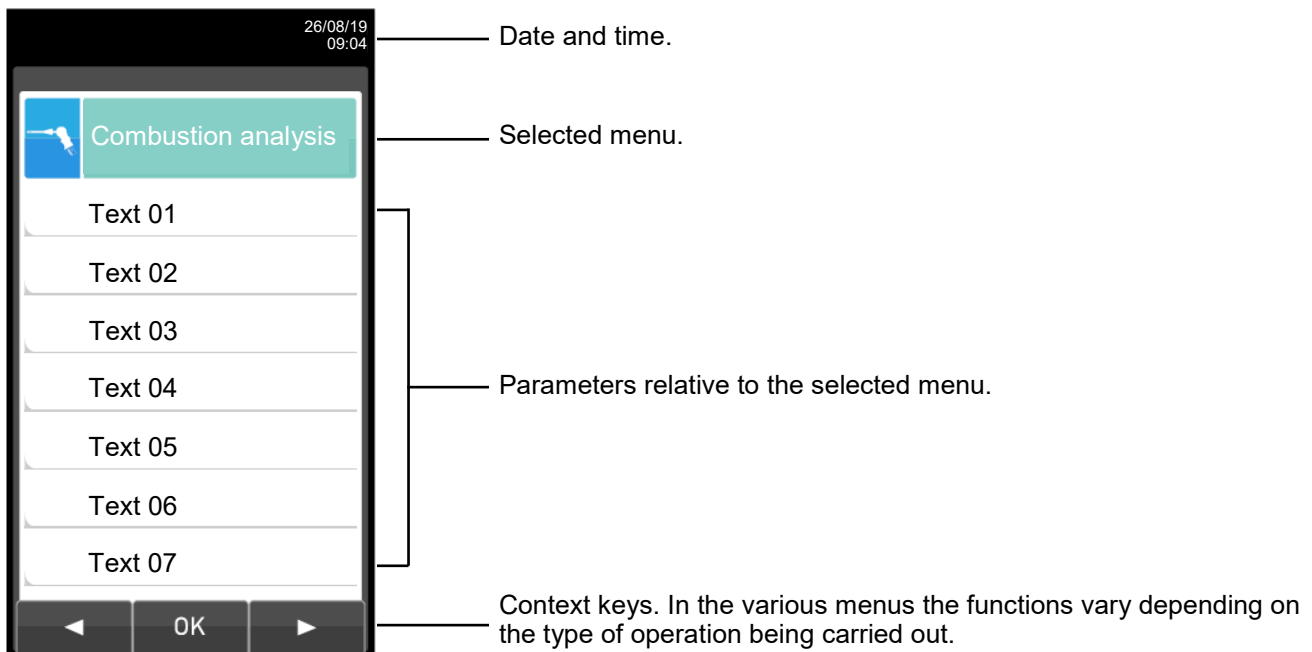 26/08/19
09:04
Date and time.
Combustion analysis
Selected menu.
Text 01
Text 02
Text 03
Text 04
Parameters relative to the selected menu.
Text 05
Text 06
Text 07
OK
Context keys. In the various menus the functions vary depending on
the type of operation being carried out.